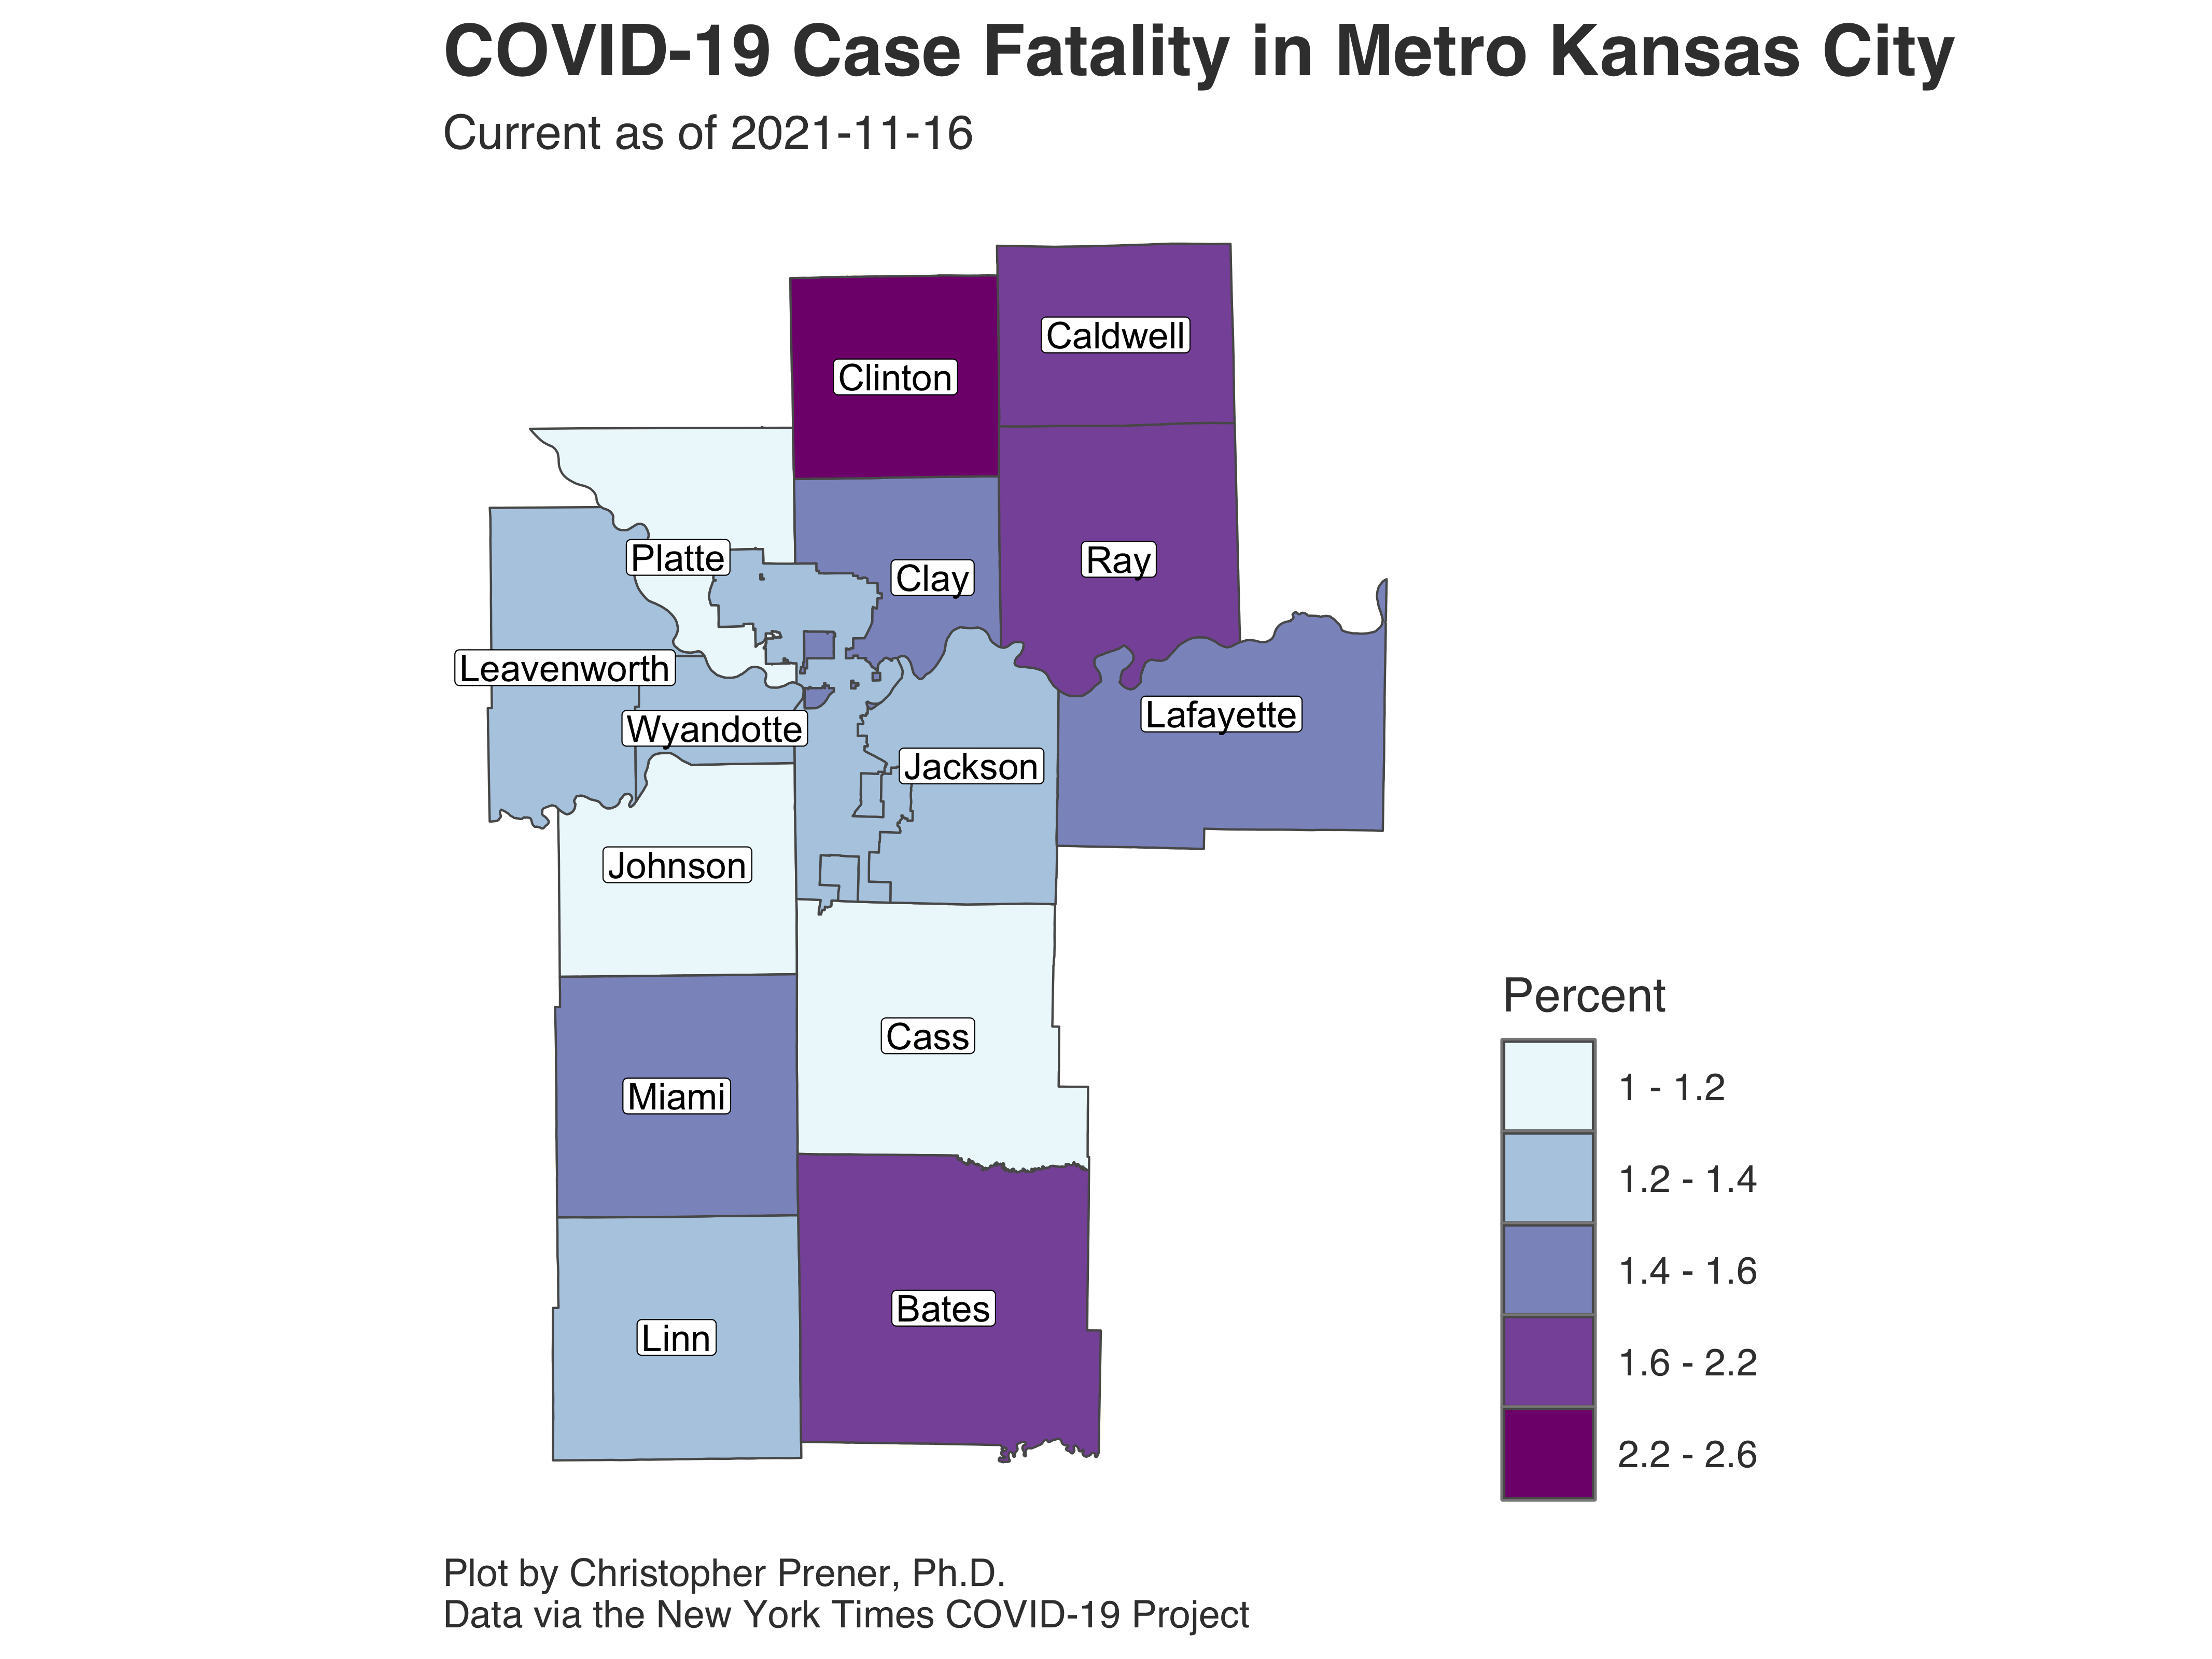 COVID-19 Case Fatality in Metro Kansas City
Current as of 2021-11-16
Caldwell
Clinton
Platte
Clay
Ray
Leavenworth
Wyandotte
Lafayette
Jackson
Johnson
Cass
Miami
Bates
Linn
Percent
1 - 1.2
1.2 - 1.4
1.4 - 1.6
1.6 - 2.2
2.2 - 2.6
Plot by Christopher Prener, Ph.D.
Data via the New York Times COVID-19 Project